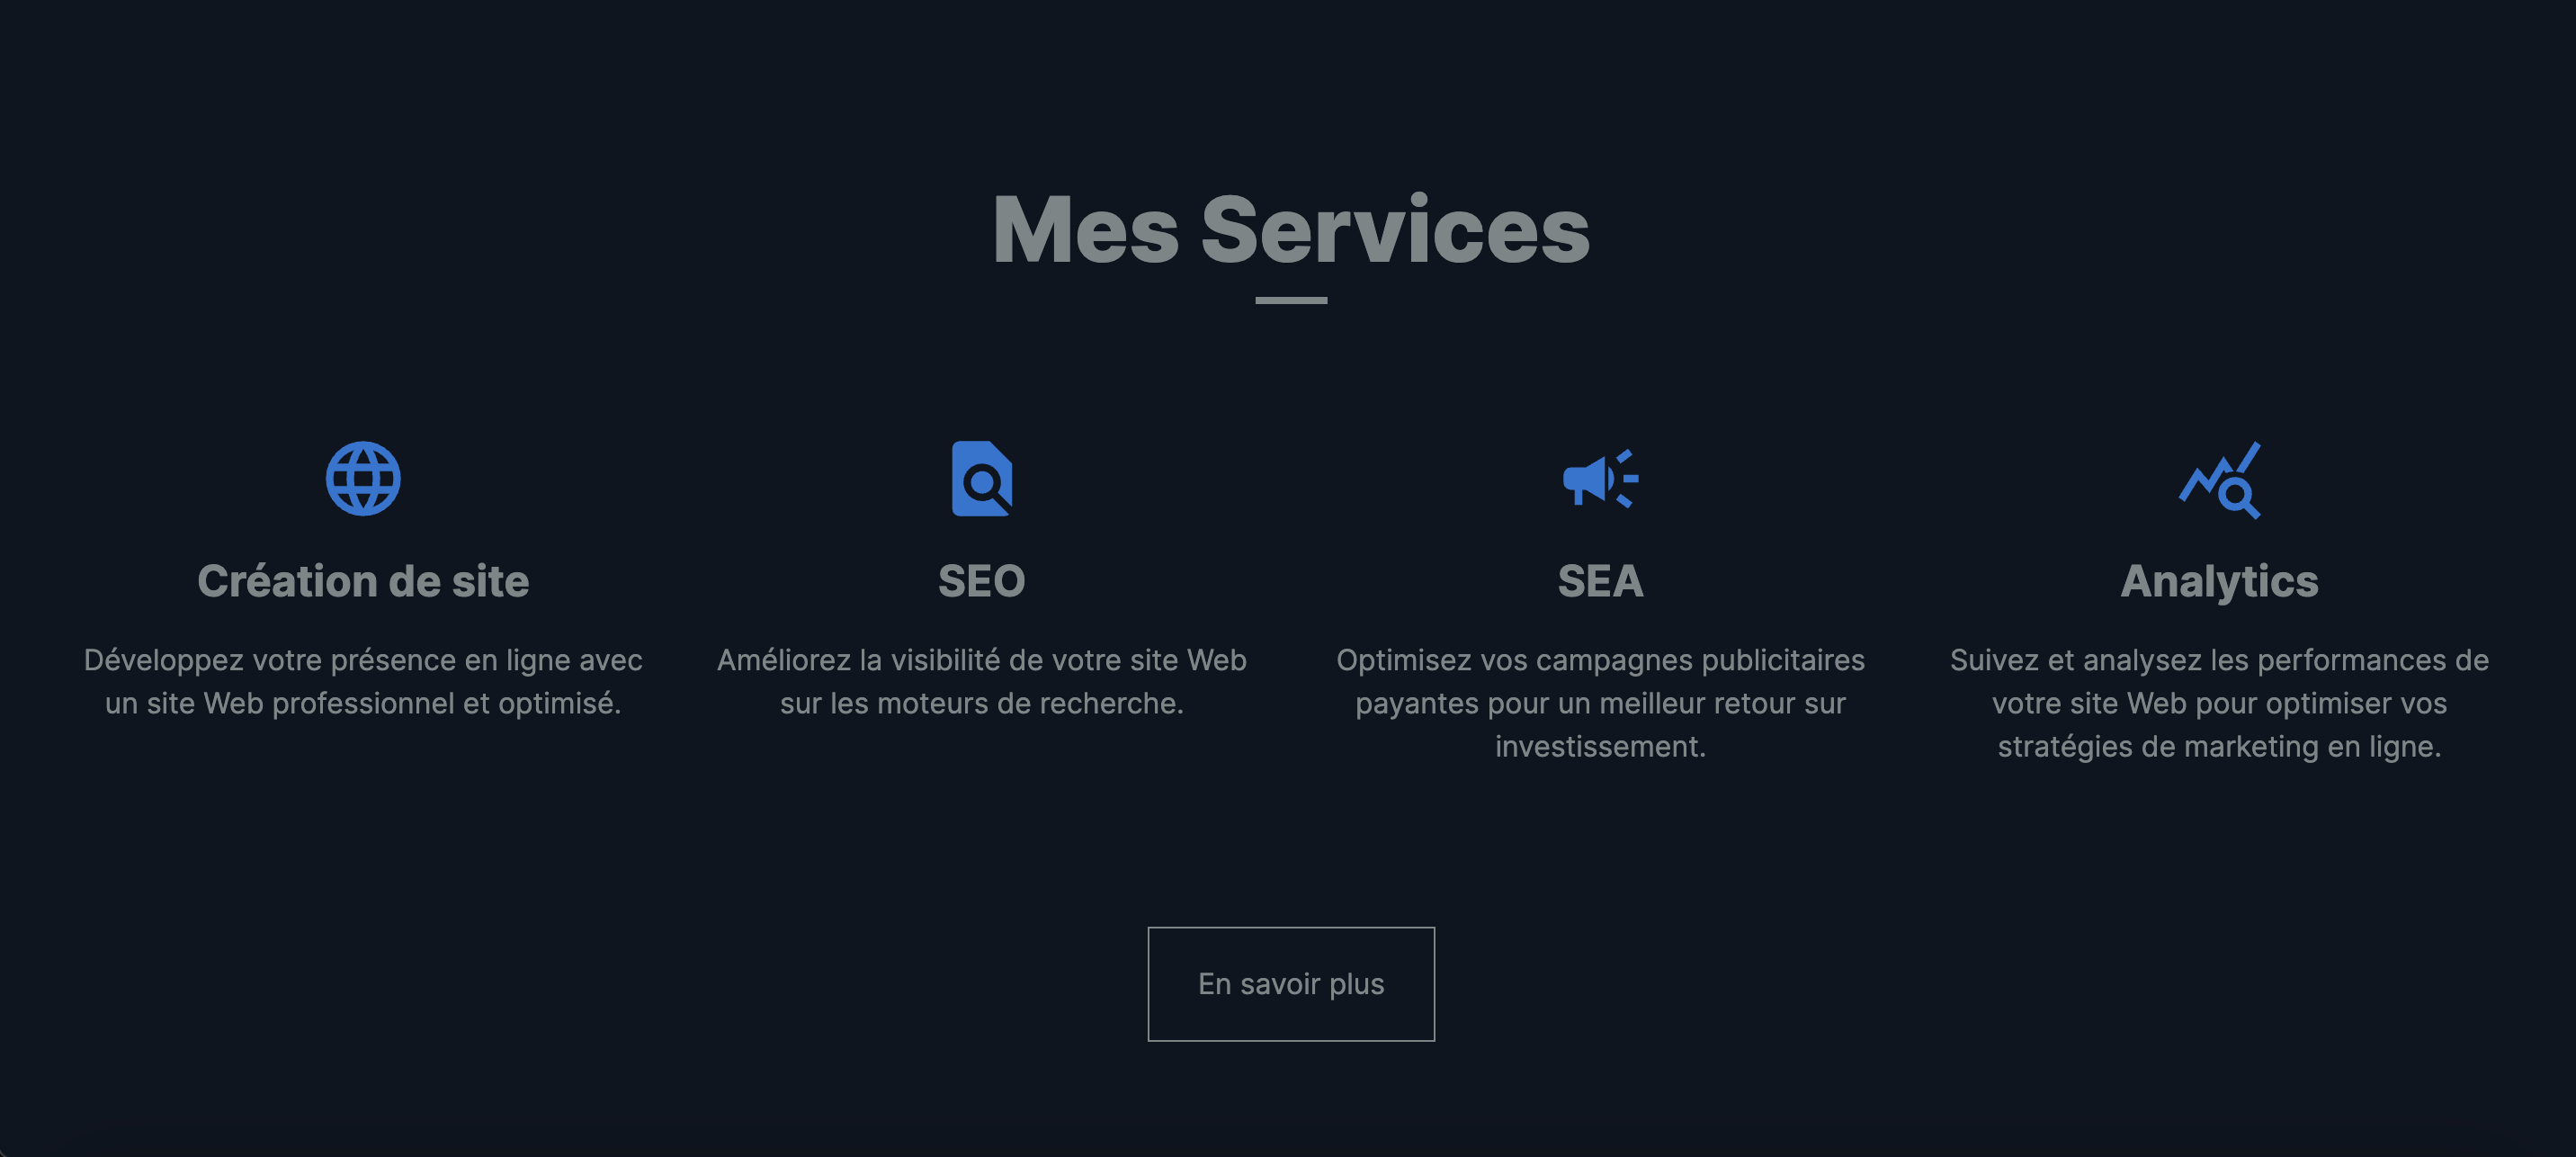 Mes Services
Création de site
Développez votre présence en ligne avec
un site Web professionnel et optimisé.
SEO
Améliorez la visibilité de votre site Web
sur les moteurs de recherche.
SEA
Optimisez vos campagnes publicitaires
payantes pour un meilleur retour sur
investissement.
Analytics
Suivez et analysez les performances de
votre site Web pour optimiser vos
stratégies de marketing en ligne.
En savoir plus